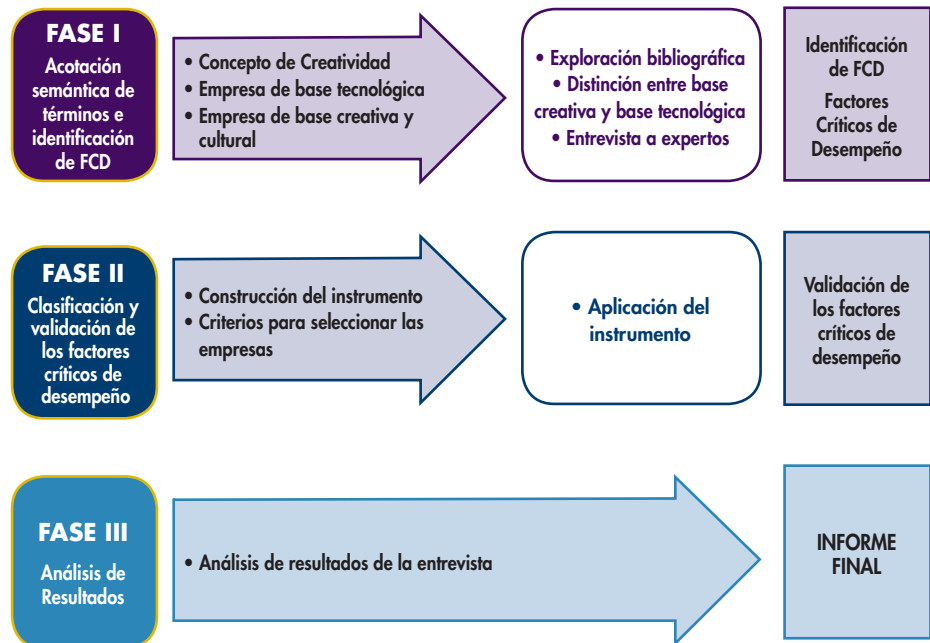 FASE I
Acotación
semántica de
términos e
identificación
de FCD
• Concepto de Creatividad
• Empresa de base tecnológica
• Empresa de base creativa y
cultural
• Exploración bibliográfica
• Distinción entre base
creativa y base tecnológica
• Entrevista a expertos
Identificación
de FCD
Factores
Críticos de
Desempeño
FASE II
Clasificación y
validación de
los factores
críticos de
desempeño
• Construcción del instrumento
• Criterios para seleccionar las
empresas
• Aplicación del
instrumento
Validación de
los factores
críticos de
desempeño
FASE III
Análisis de
Resultados
• Análisis de resultados de la entrevista
INFORME
FINAL